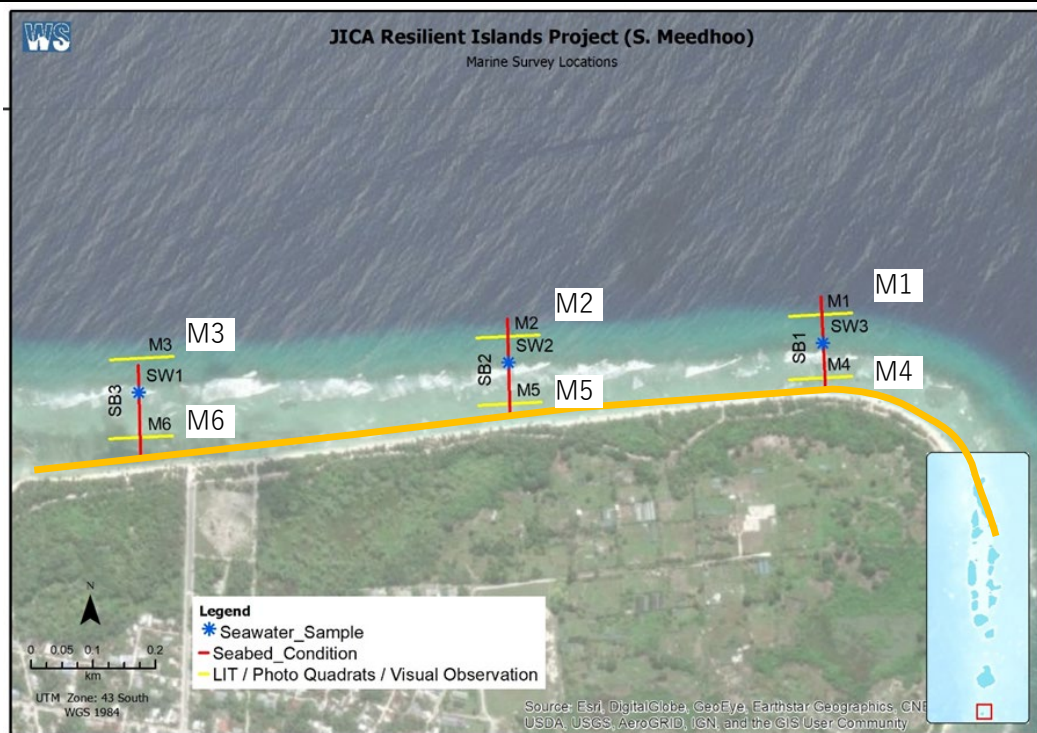 WS
JICA Resilient Islands Project (S. Meedhoo)
Marine Survey Locations
M1
M1
SW3
SB1
M4
M4
M2
M2
SW2
SB2
M5
M5
M3
M3
SW1
SB3
M6
M6
N
0 0.05 0.1 0.2
km
UTM Zone: 43 South
WGS 1984
Legend
Seawater_Sample
Seabed_Condition
LIT / Photo Quadrats / Visual Observation
Source: Esri, DigitalGlobe, GeoEye, Earthstar Geographics,
USDA, USGS, AeroGRID, IGN, and the GIS User Community